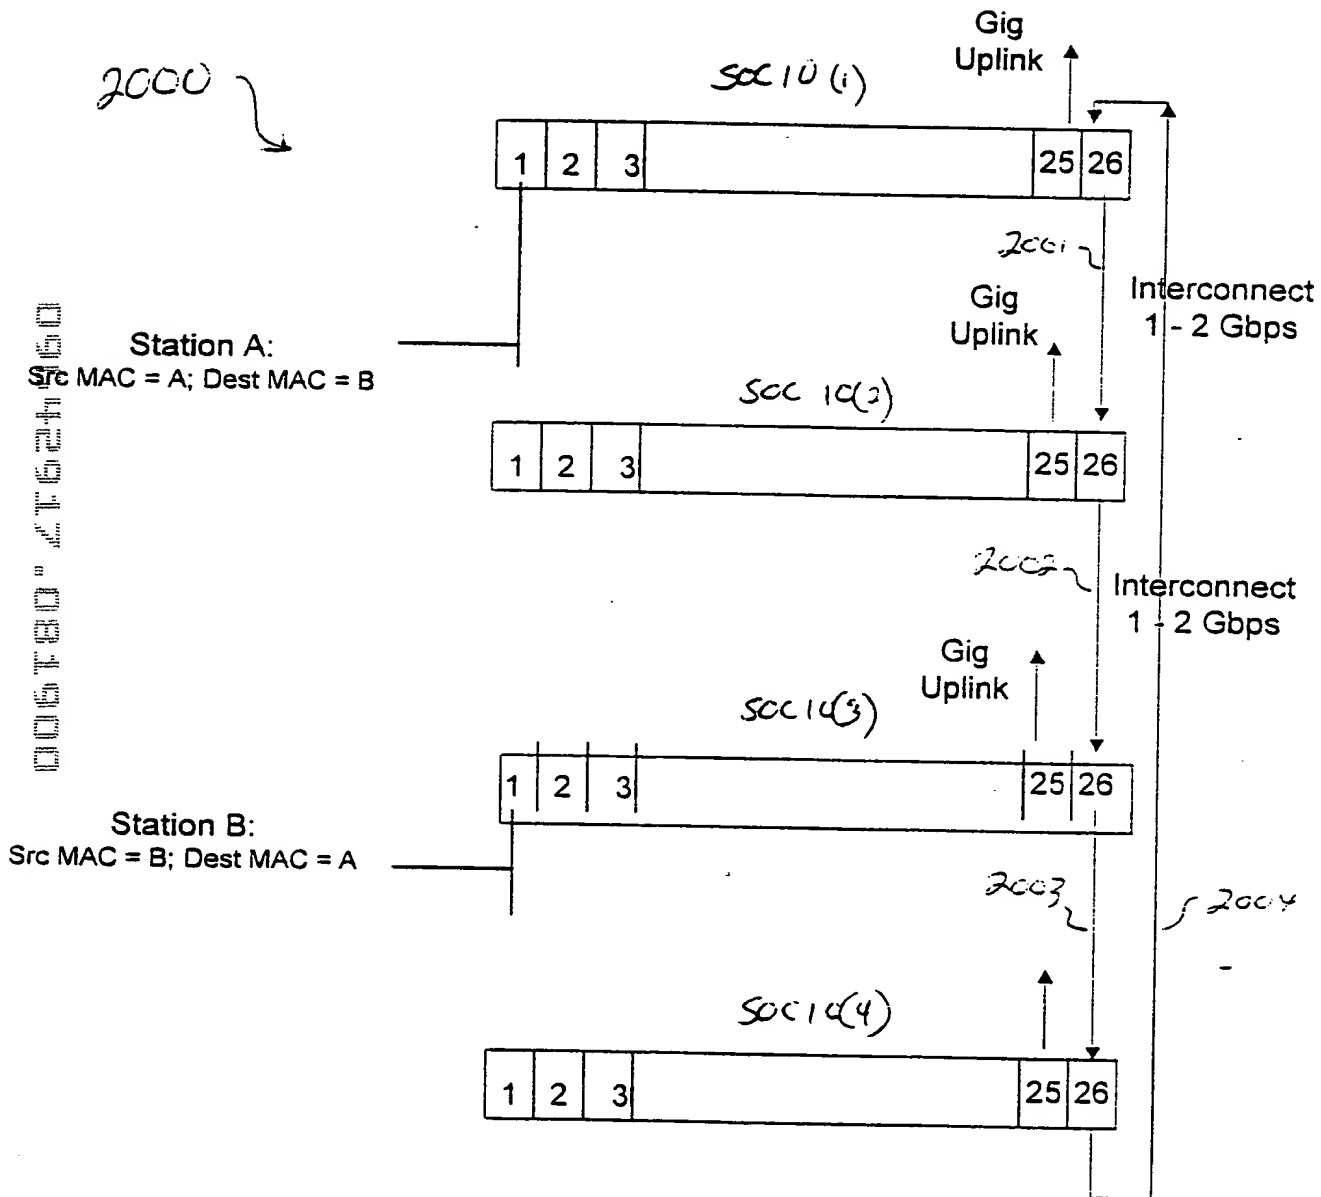 2000
SOC 10 (1)
Gig
Uplink
1 2 3 25 26
2001
Interconnect
1 - 2 Gbps
Gig
Uplink
Station A:
Src MAC = A; Dest MAC = B
SOC 10(2)
1 2 3 25 26
2002
Interconnect
1 - 2 Gbps
Gig
Uplink
SOC 10(3)
1 2 3 25 26
Station B:
Src MAC = B; Dest MAC = A
2003
2004
SOC 10(4)
1 2 3 25 26